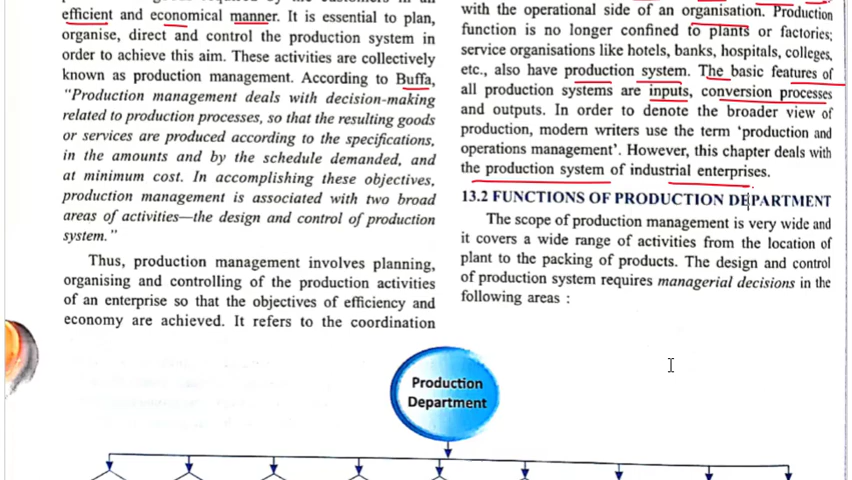 efficient and economical manner. It is essential to plan,
organise, direct and control the production system in
order to achieve this aim. These activities are collectively
known as production management. According to Buffa,
"Production management deals with decision-making
related to production processes, so that the resulting goods
or services are produced according to the specifications,
in the amounts and by the schedule demanded, and
at minimum cost. In accomplishing these objectives,
production management is associated with two broad
areas of activities—the design and control of production
system."
Thus, production management involves planning,
organising and controlling of the production activities
of an enterprise so that the objectives of efficiency and
economy are achieved. It refers to the coordination
with the operational side of an organisation. Production
function is no longer confined to plants or factories;
service organisations like hotels, banks, hospitals, colleges,
etc., also have production system. The basic features of
all production systems are inputs, conversion processes
and outputs. In order to denote the broader view of
production, modern writers use the term 'production and
operations management'. However, this chapter deals with
the production system of industrial enterprises.
13.2 FUNCTIONS OF PRODUCTION DEPARTMENT
The scope of production management is very wide and
it covers a wide range of activities from the location of
plant to the packing of products. The design and control
of production system requires managerial decisions in the
following areas :
Production
Department